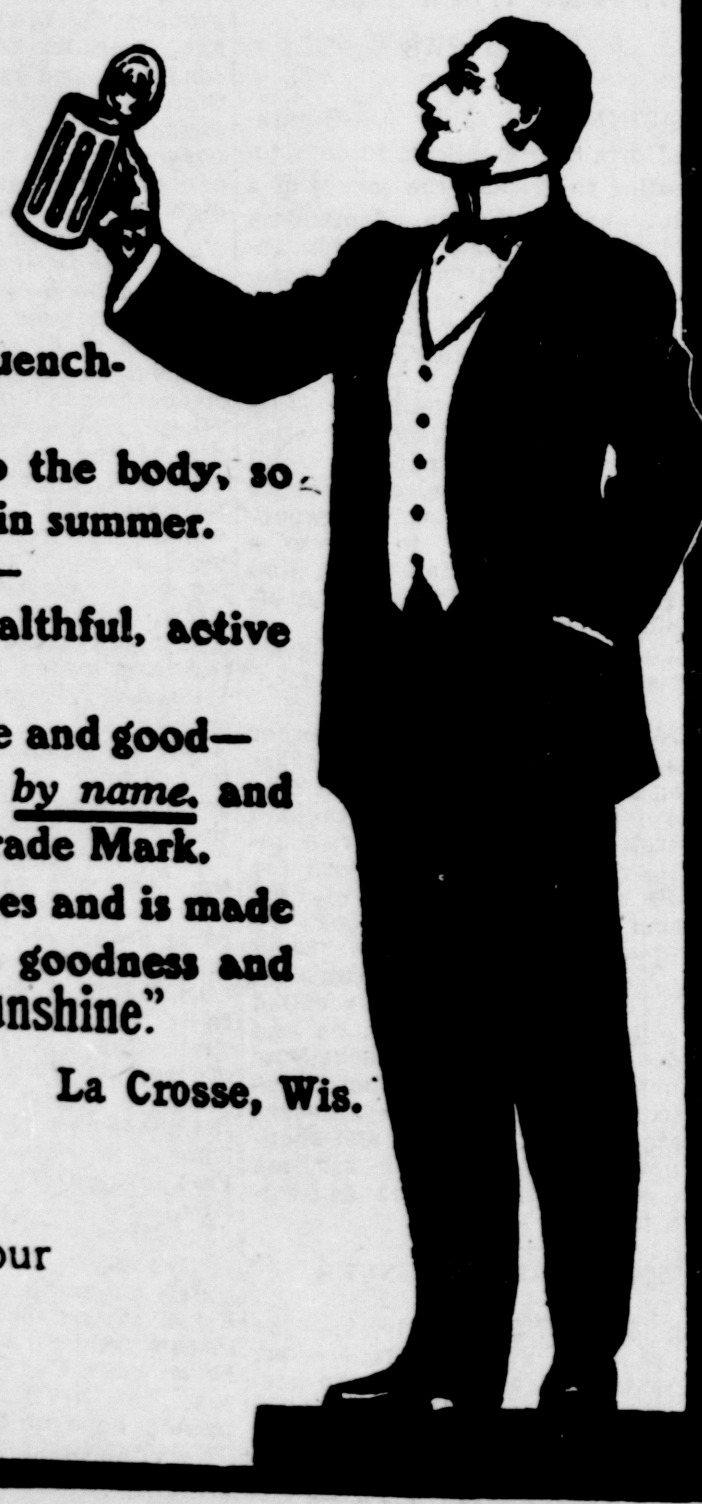 uench-
the body, so
in summer.
—
althful, active
e and good—
by name, and
rade Mark.
es and is made
goodness and
unshine."
La Crosse, Wis.
our